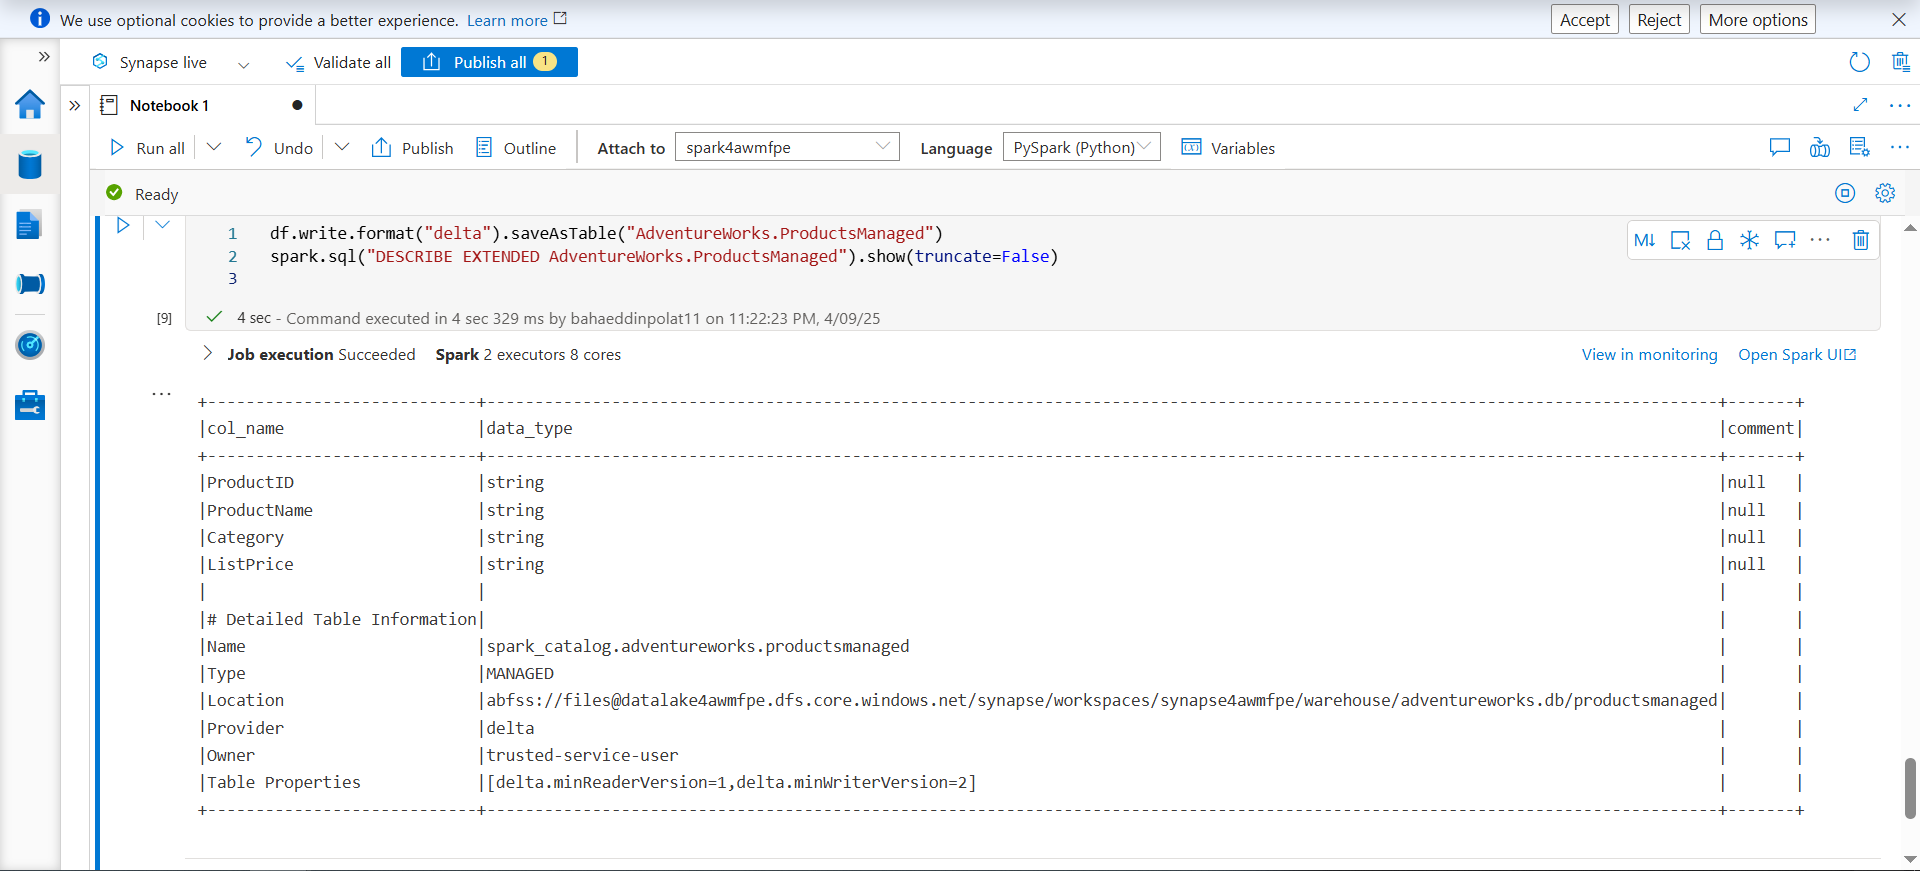 We use optional cookies to provide a better experience. Learn more
Accept Reject More options
Synapse live Validate all Publish all 1
Notebook 1
Run all Undo Publish Outline Attach to spark4awmfpe Language PySpark (Python) Variables
Ready
1 df.write.format("delta").saveAsTable("AdventureWorks.ProductsManaged")
2 spark.sql("DESCRIBE EXTENDED AdventureWorks.ProductsManaged").show(truncate=False)
3
M↓
[9] 4 sec - Command executed in 4 sec 329 ms by bahaeddinpolat11 on 11:22:23 PM, 4/09/25
Job execution Succeeded Spark 2 executors 8 cores View in monitoring Open Spark UI
|col_name |data_type |comment|
|ProductID |string |null |
|ProductName |string |null |
|Category |string |null |
|ListPrice |string |null |
| | | |
|# Detailed Table Information| | |
|Name |spark_catalog.adventureworks.productsmanaged | |
|Type |MANAGED | |
|Location |abfss://files@datalake4awmfpe.dfs.core.windows.net/synapse/workspaces/synapse4awmfpe/warehouse/adventureworks.db/productsmanaged| |
|Provider |delta | |
|Owner |trusted-service-user | |
|Table Properties |[delta.minReaderVersion=1,delta.minWriterVersion=2] | |